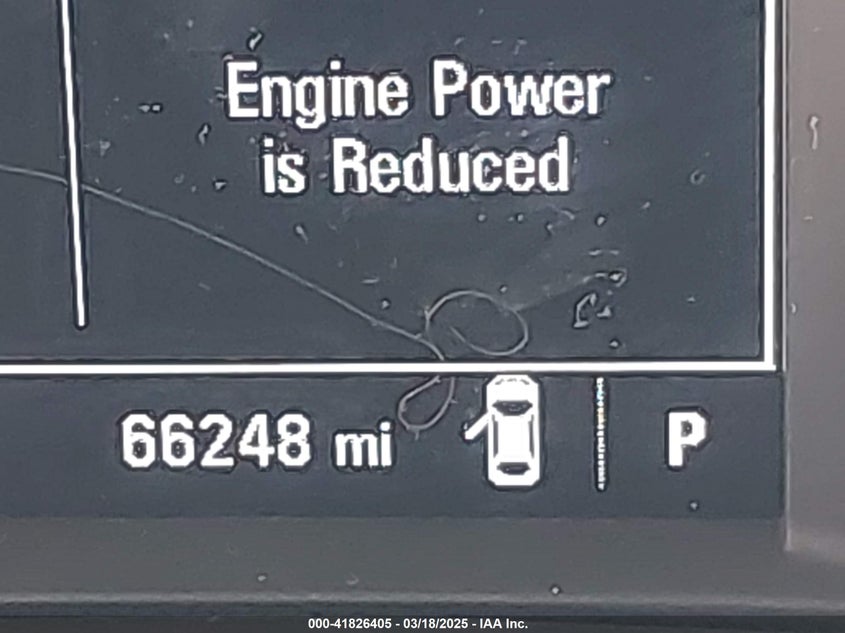 Engine Power
is Reduced
66248 mi P
000-41826405 - 03/18/2025 - IAA Inc.